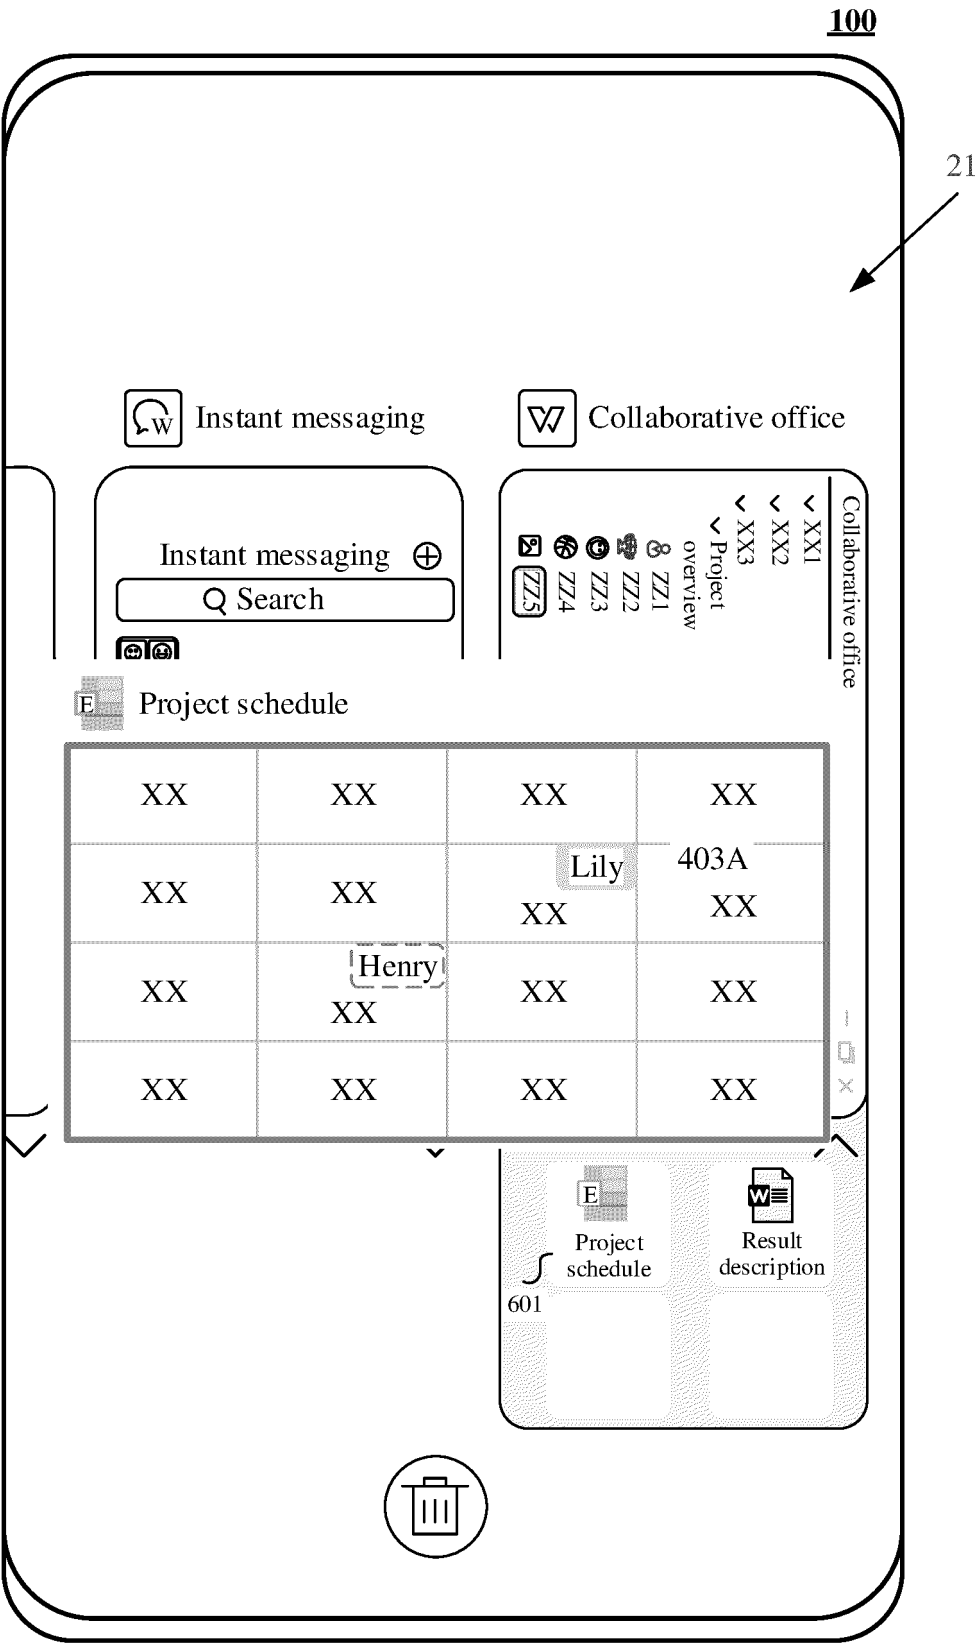 100
21
W Instant messaging
Collaborative office
Instant messaging
Search
Collaborative office
XX1
XX2
XX3
Project
overview
ZZ1
ZZ2
ZZ3
ZZ4
ZZ5
E Project schedule
XX XX XX XX
Lily 403A
XX XX XX XX
Henry
XX XX XX XX
XX XX XX XX
E
Project
schedule
W
Result
description
601